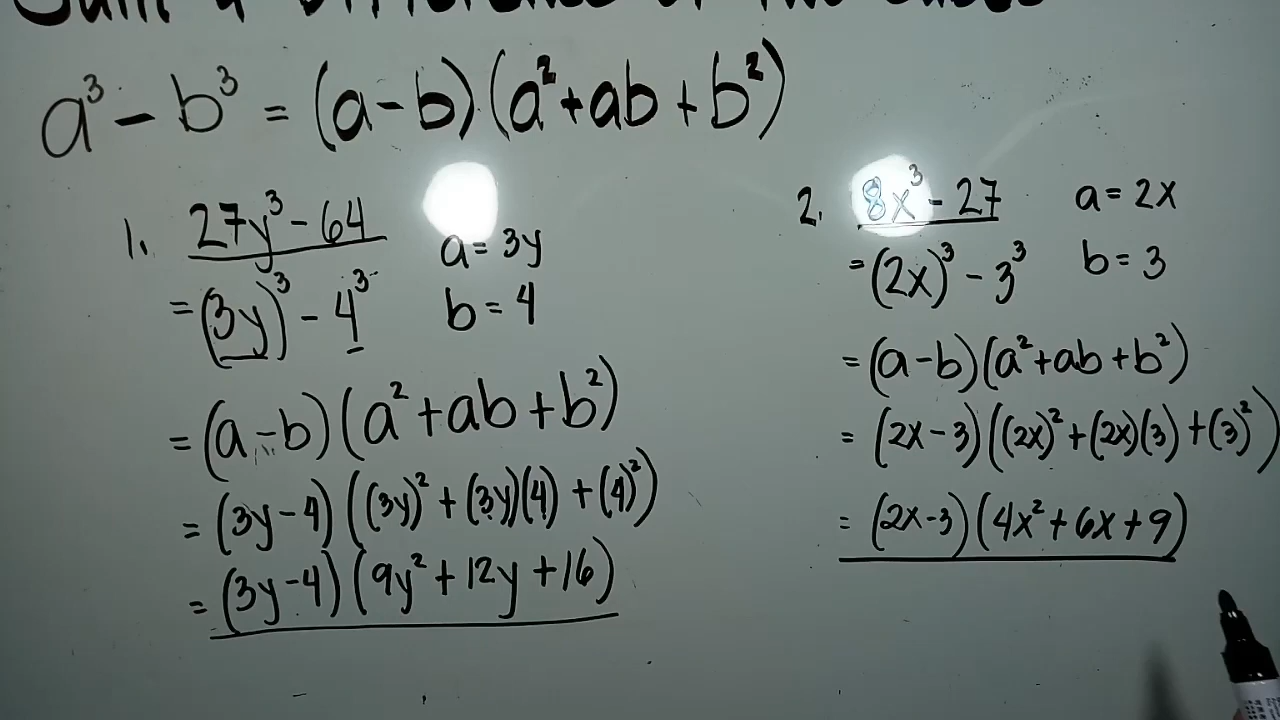 a³ - b³ = (a-b)(a²+ab+b²)
1. 27y³ - 64
a = 3y
= (3y)³ - 4³
b = 4
= (a-b)(a²+ab+b²)
= (3y-4)((3y)²+(3y)(4)+(4)²)
= (3y-4)(9y²+12y+16)
2. 8x³ - 27
a = 2x
= (2x)³ - 3³
b = 3
= (a-b)(a²+ab+b²)
= (2x-3)((2x)²+(2x)(3)+(3)²)
= (2x-3)(4x²+6x+9)